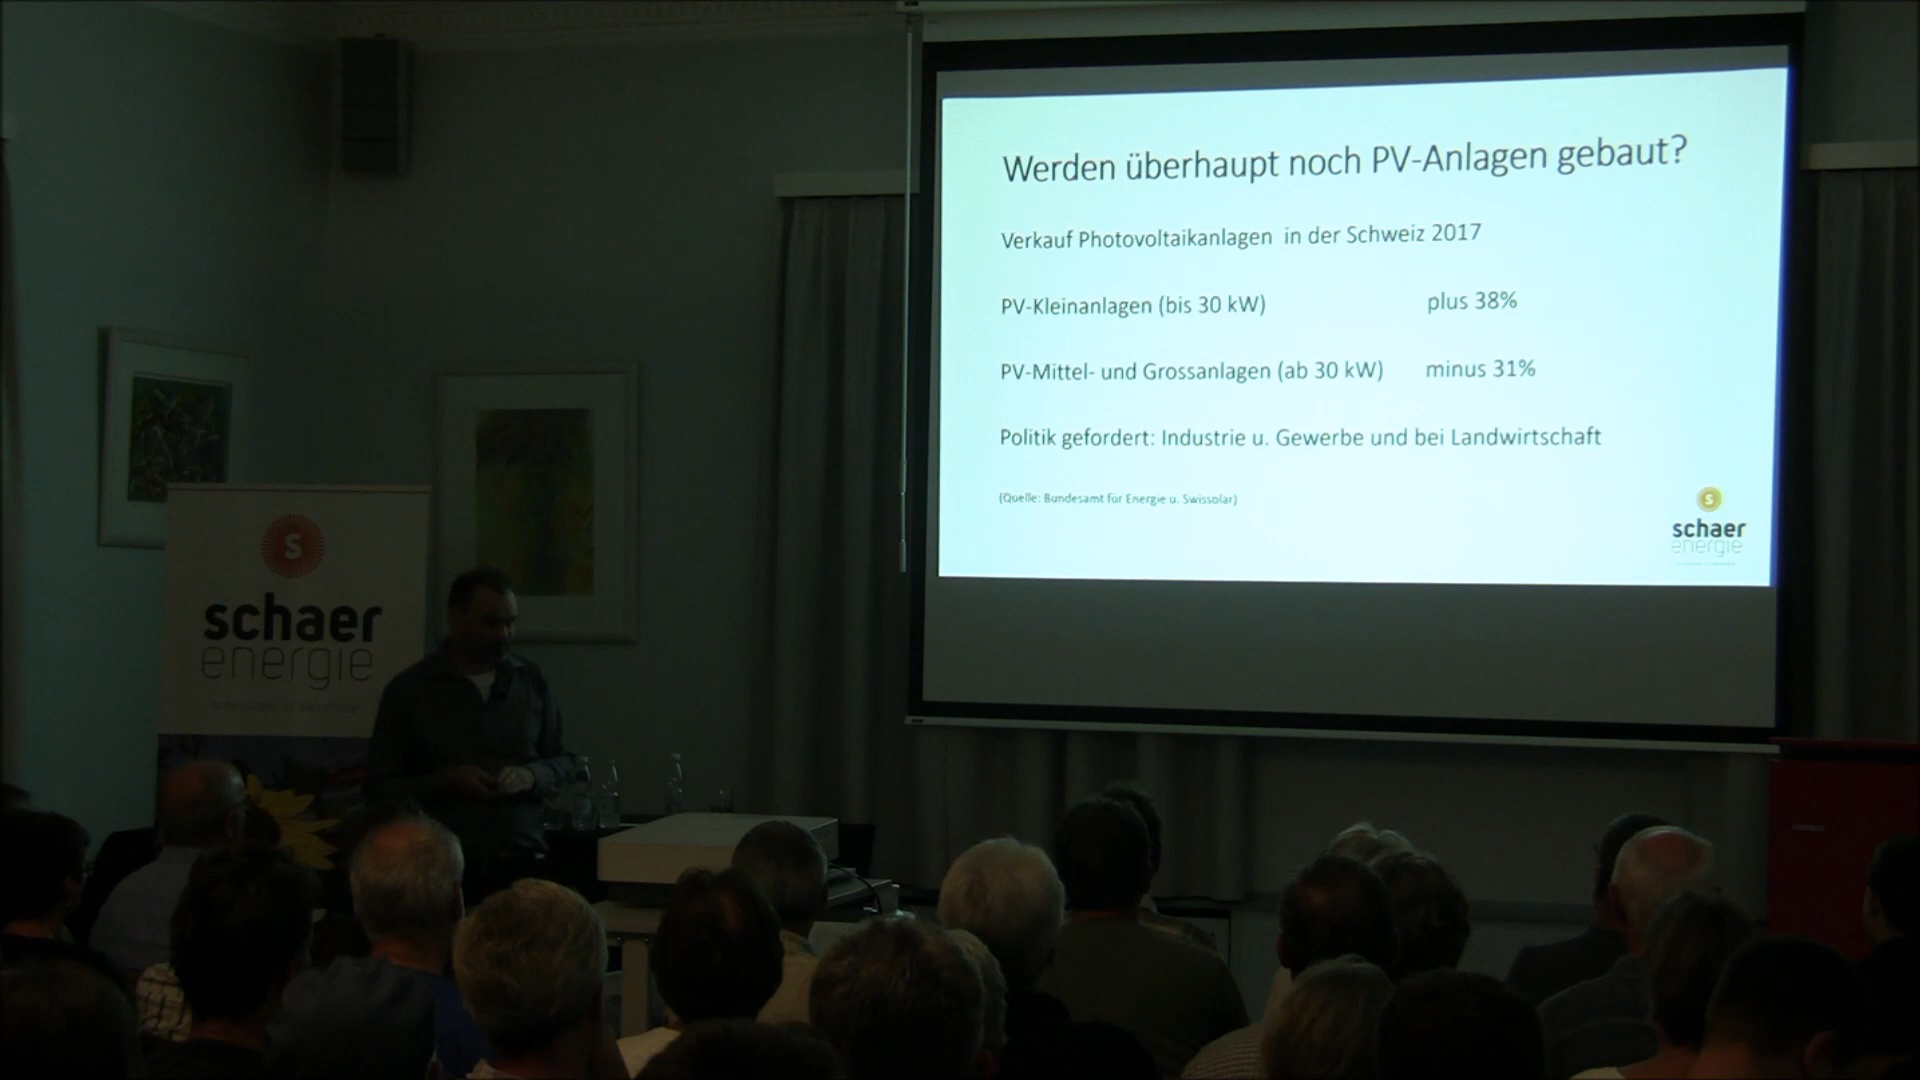 Werden überhaupt noch PV-Anlagen gebaut?
Verkauf Photovoltaikanlagen in der Schweiz 2017
PV-Kleinanlagen (bis 30 kW) plus 38%
PV-Mittel- und Grossanlagen (ab 30 kW) minus 31%
Politik gefordert: Industrie u. Gewerbe und bei Landwirtschaft
(Quelle: Bundesamt für Energie u. Swissolar)
S
schaer
energie
S
schaer
energie